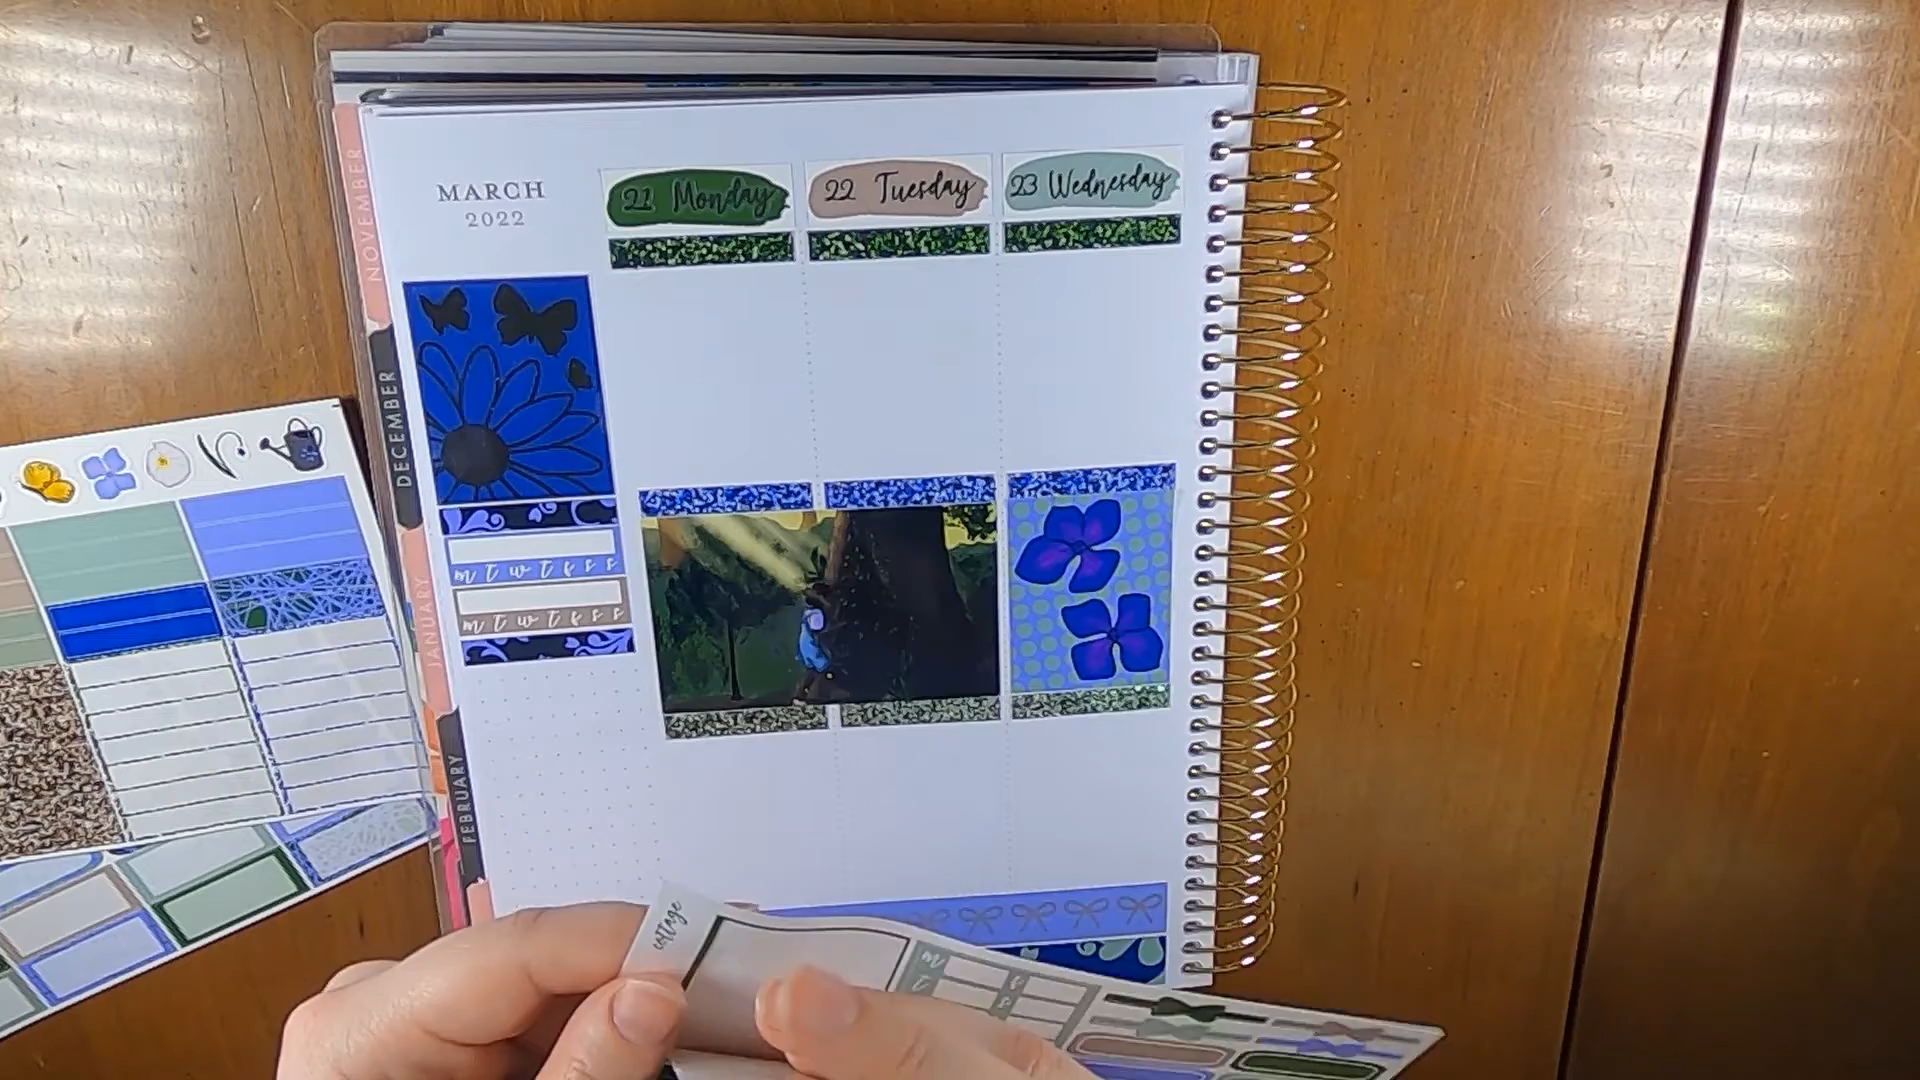 MARCH
2022
21 Monday
22 Tuesday
23 Wednesday
NOVEMBER
DECEMBER
JANUARY
FEBRUARY
m t w t f s s
m t w t f s s
cottage